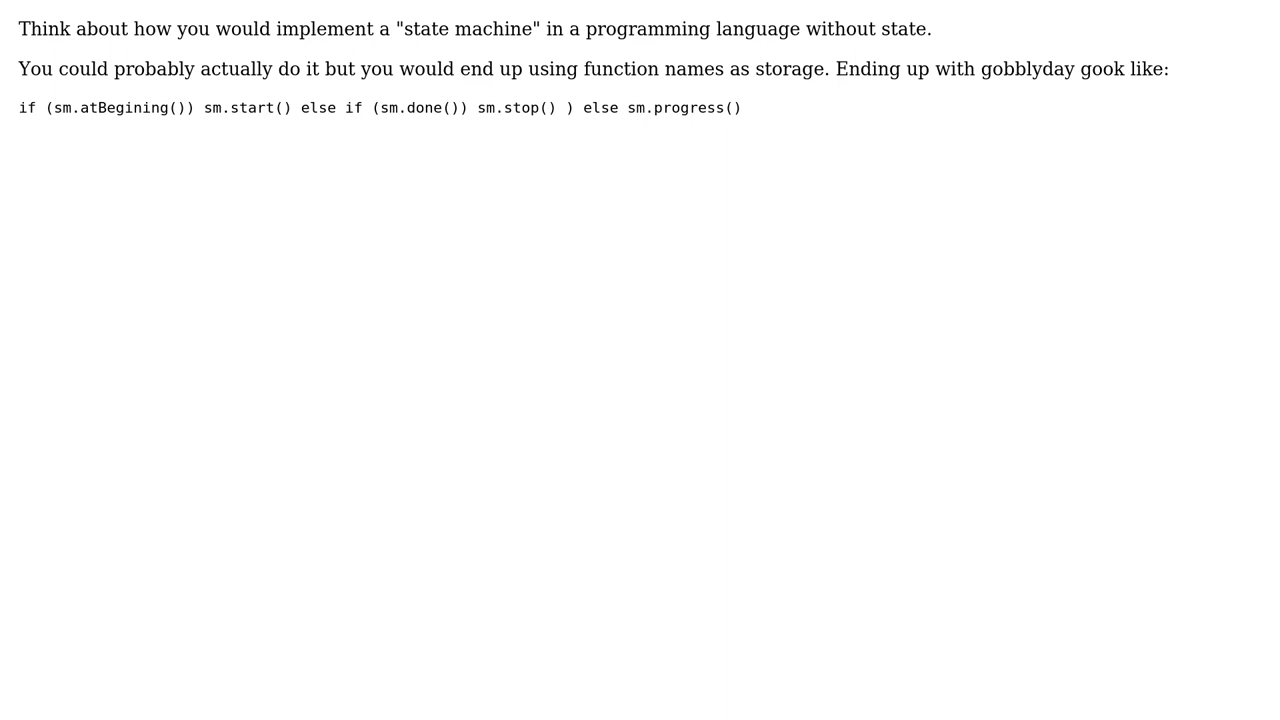 Think about how you would implement a "state machine" in a programming language without state.
You could probably actually do it but you would end up using function names as storage. Ending up with gobblyday gook like:
if (sm.atBegining()) sm.start() else if (sm.done()) sm.stop() ) else sm.progress()